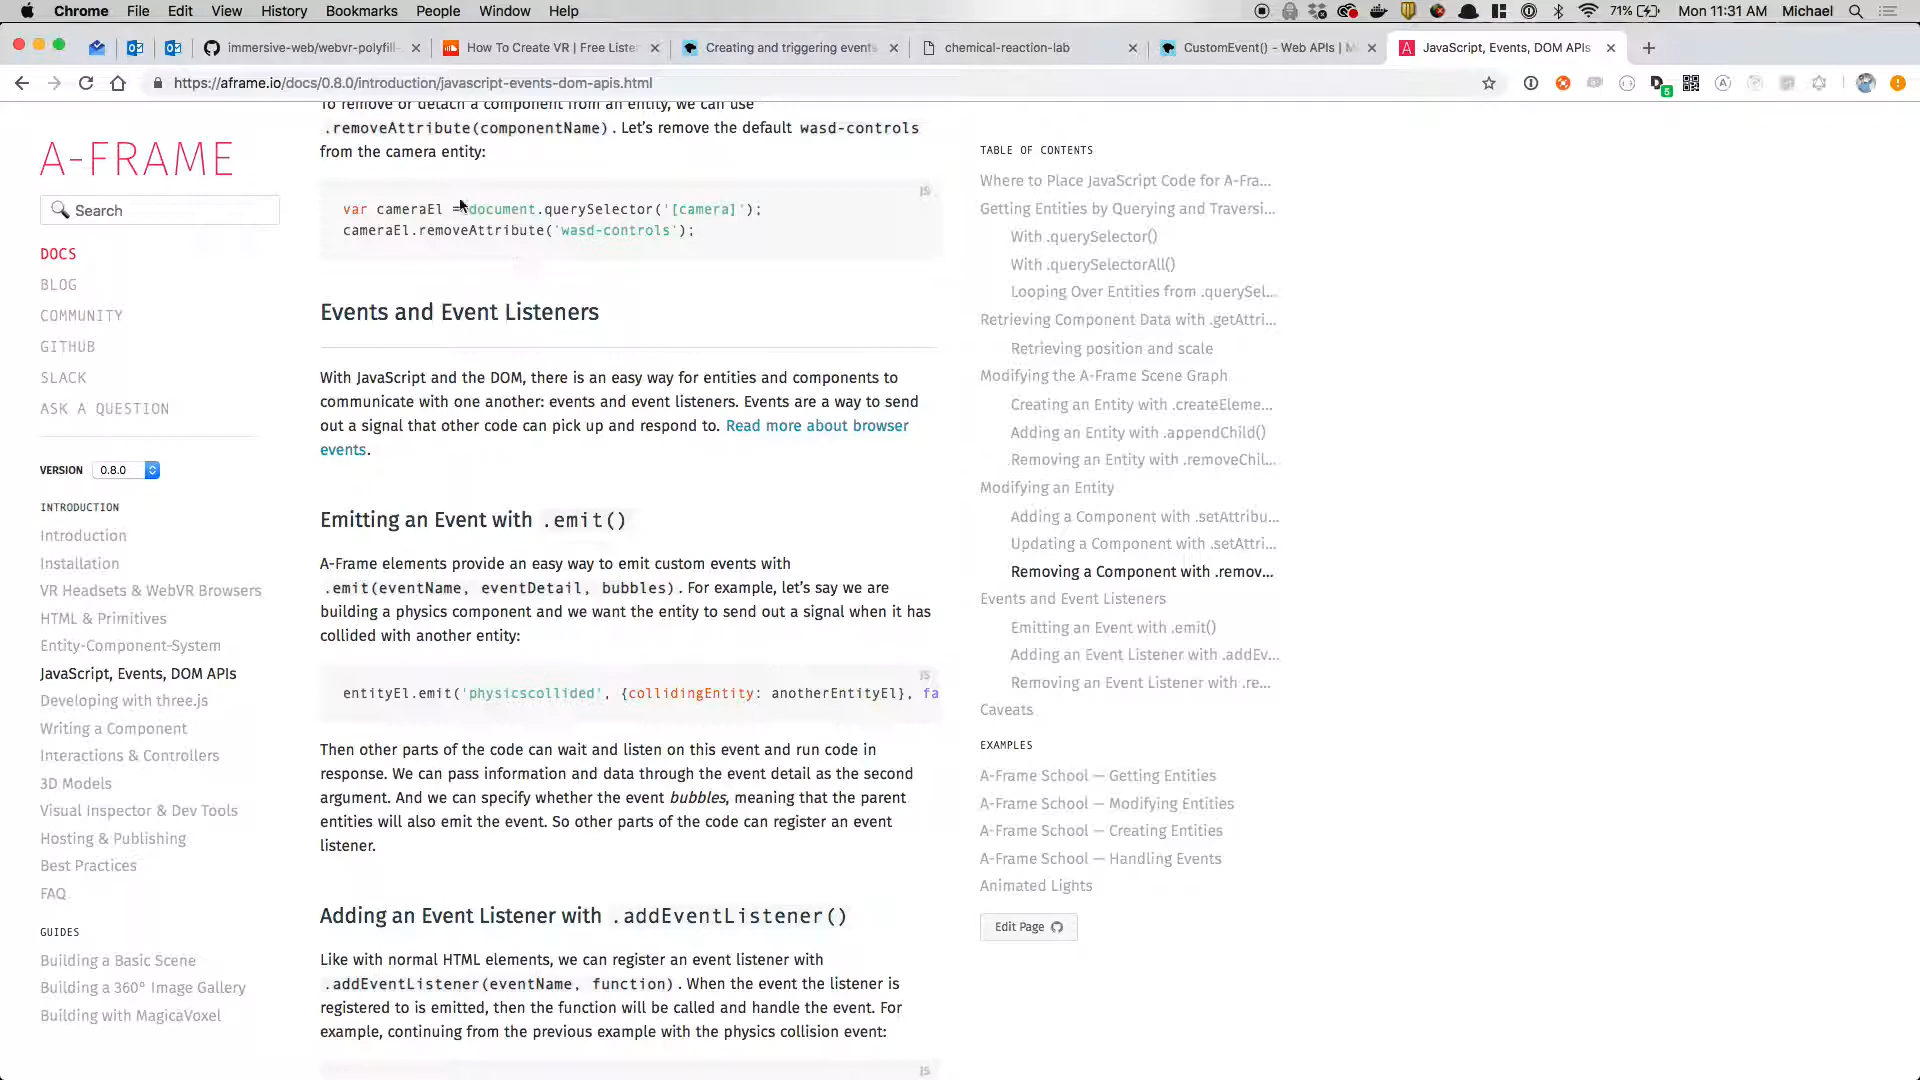 Chrome File Edit View History Bookmarks People Window Help
71% Mon 11:31 AM Michael
immersive-web/webvr-polyfill-
How To Create VR | Free Liste
Creating and triggering events
chemical-reaction-lab
CustomEvent() - Web APIs | M
JavaScript, Events, DOM APIs
https://aframe.io/docs/0.8.0/introduction/javascript-events-dom-apis.html
5
A-FRAME
Search
DOCS
BLOG
COMMUNITY
GITHUB
SLACK
ASK A QUESTION
VERSION 0.8.0
INTRODUCTION
Introduction
Installation
VR Headsets & WebVR Browsers
HTML & Primitives
Entity-Component-System
JavaScript, Events, DOM APIs
Developing with three.js
Writing a Component
Interactions & Controllers
3D Models
Visual Inspector & Dev Tools
Hosting & Publishing
Best Practices
FAQ
GUIDES
Building a Basic Scene
Building a 360° Image Gallery
Building with MagicaVoxel
To remove or detach a component from an entity, we can use
.removeAttribute(componentName). Let's remove the default wasd-controls
from the camera entity:
JS
var cameraEl = document.querySelector('[camera]');
cameraEl.removeAttribute('wasd-controls');
Events and Event Listeners
With JavaScript and the DOM, there is an easy way for entities and components to
communicate with one another: events and event listeners. Events are a way to send
out a signal that other code can pick up and respond to. Read more about browser
events.
Emitting an Event with .emit()
A-Frame elements provide an easy way to emit custom events with
.emit(eventName, eventDetail, bubbles). For example, let's say we are
building a physics component and we want the entity to send out a signal when it has
collided with another entity:
JS
entityEl.emit('physicscollided', {collidingEntity: anotherEntityEl}, fa
Then other parts of the code can wait and listen on this event and run code in
response. We can pass information and data through the event detail as the second
argument. And we can specify whether the event bubbles, meaning that the parent
entities will also emit the event. So other parts of the code can register an event
listener.
Adding an Event Listener with .addEventListener()
Like with normal HTML elements, we can register an event listener with
.addEventListener(eventName, function). When the event the listener is
registered to is emitted, then the function will be called and handle the event. For
example, continuing from the previous example with the physics collision event:
JS
TABLE OF CONTENTS
Where to Place JavaScript Code for A-Fra...
Getting Entities by Querying and Traversi...
With .querySelector()
With .querySelectorAll()
Looping Over Entities from .querySel...
Retrieving Component Data with .getAttri...
Retrieving position and scale
Modifying the A-Frame Scene Graph
Creating an Entity with .createEleme...
Adding an Entity with .appendChild()
Removing an Entity with .removeChil...
Modifying an Entity
Adding a Component with .setAttribu...
Updating a Component with .setAttri...
Removing a Component with .remov...
Events and Event Listeners
Emitting an Event with .emit()
Adding an Event Listener with .addEv...
Removing an Event Listener with .re...
Caveats
EXAMPLES
A-Frame School — Getting Entities
A-Frame School — Modifying Entities
A-Frame School — Creating Entities
A-Frame School — Handling Events
Animated Lights
Edit Page